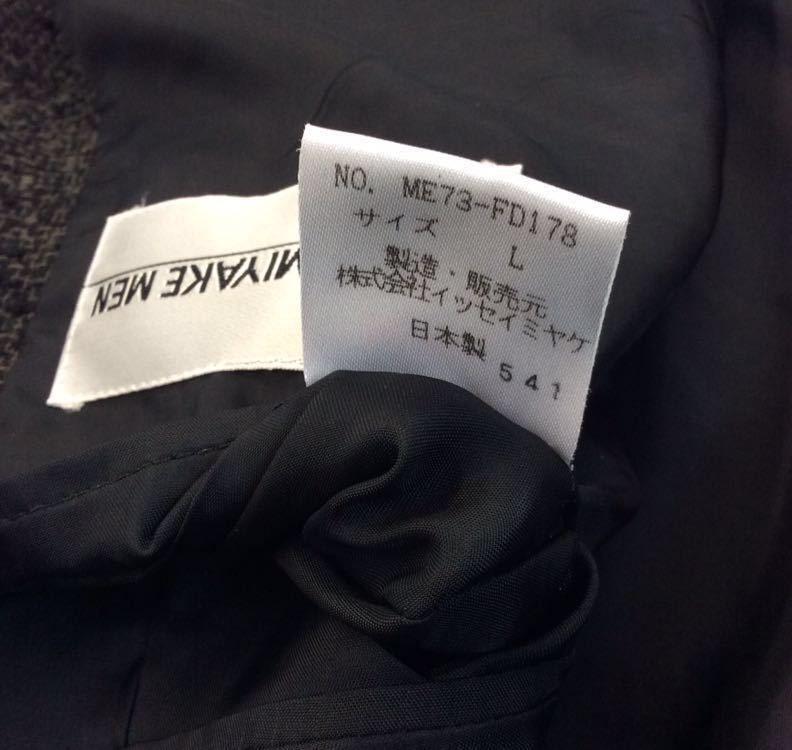 NO. ME73-FD178
サイズ L
製造・販売元
株式会社イッセイミヤケ
日本製
541
MIYAKE MEN